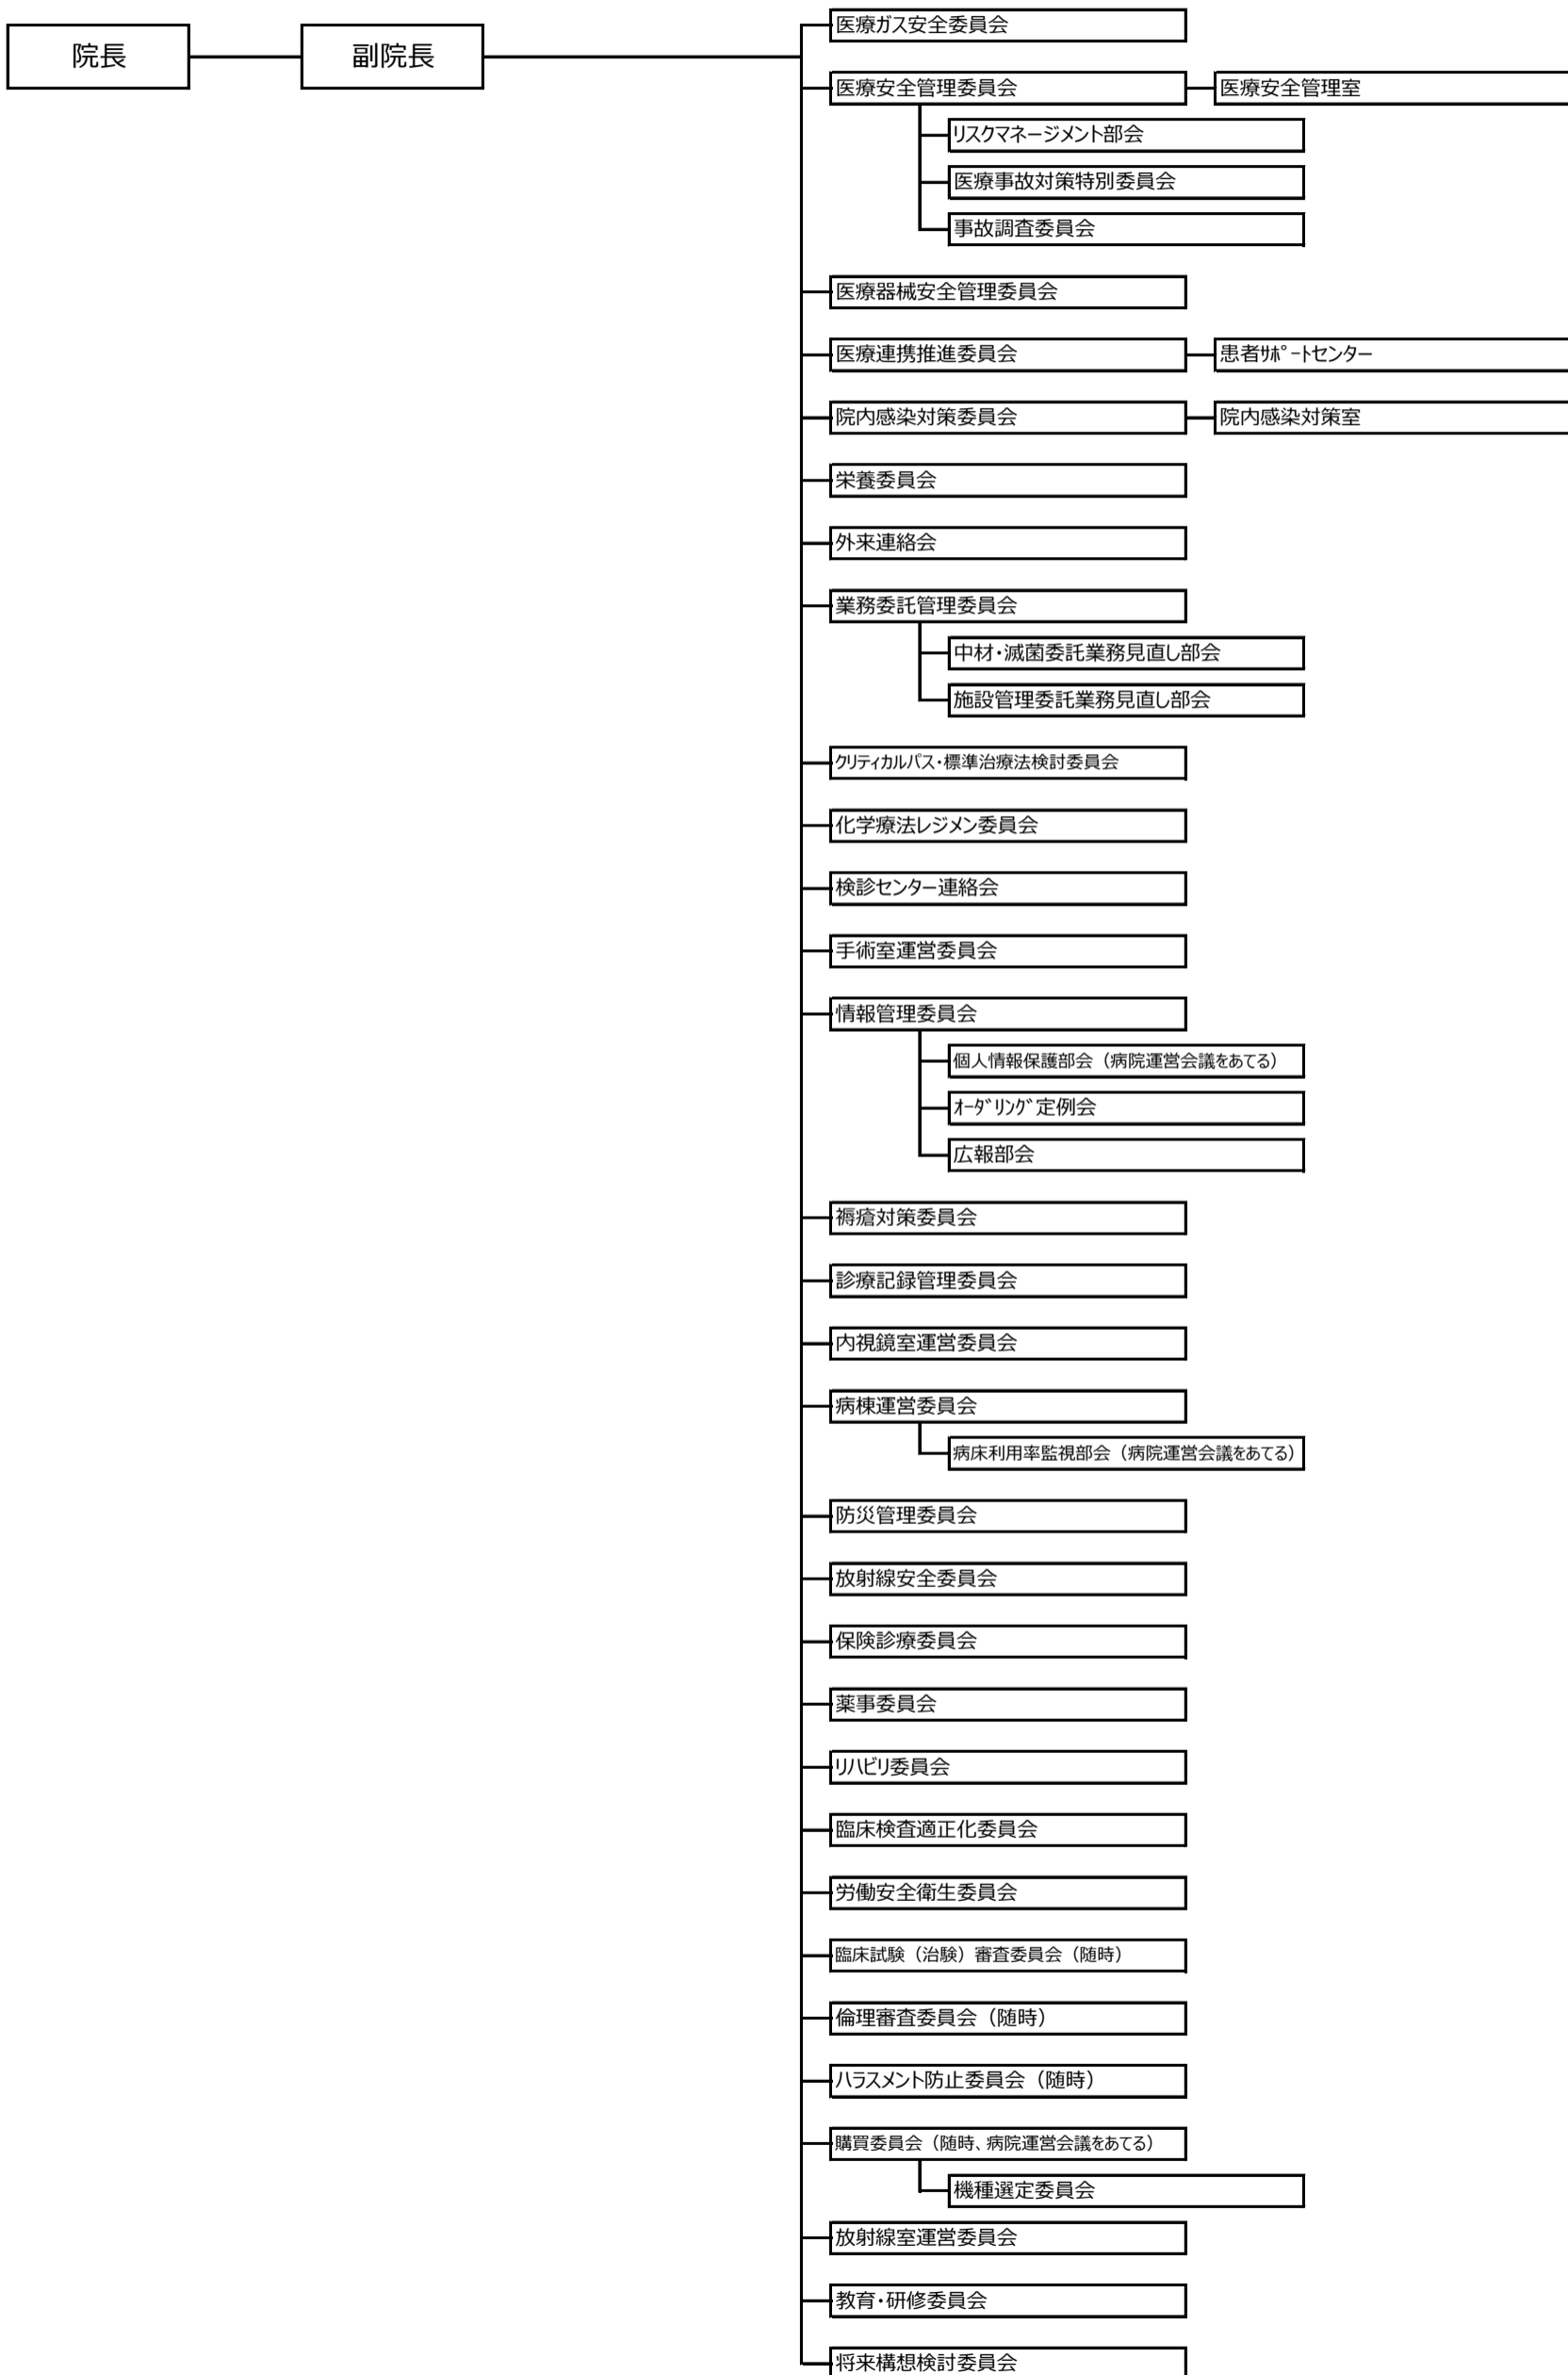 院長
副院長
医療ガス安全委員会
医療安全管理委員会
医療安全管理室
リスクマネージメント部会
医療事故対策特別委員会
事故調査委員会
医療器械安全管理委員会
医療連携推進委員会
患者ｻﾎﾟｰﾄセンター
院内感染対策委員会
院内感染対策室
栄養委員会
外来連絡会
業務委託管理委員会
中材・滅菌委託業務見直し部会
施設管理委託業務見直し部会
クリティカルパス・標準治療法検討委員会
化学療法レジメン委員会
検診センター連絡会
手術室運営委員会
情報管理委員会
個人情報保護部会（病院運営会議をあてる）
ｵｰﾀﾞﾘﾝｸﾞ定例会
広報部会
褥瘡対策委員会
診療記録管理委員会
内視鏡室運営委員会
病棟運営委員会
病床利用率監視部会（病院運営会議をあてる）
防災管理委員会
放射線安全委員会
保険診療委員会
薬事委員会
リハビリ委員会
臨床検査適正化委員会
労働安全衛生委員会
臨床試験（治験）審査委員会（随時）
倫理審査委員会（随時）
ハラスメント防止委員会（随時）
購買委員会（随時、病院運営会議をあてる）
機種選定委員会
放射線室運営委員会
教育・研修委員会
将来構想検討委員会